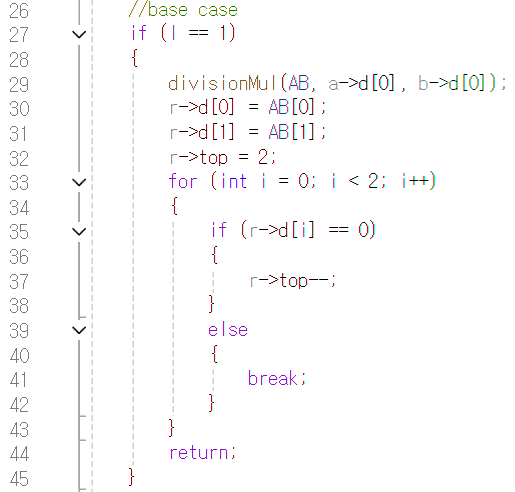 26 //base case
27 if (l == 1)
28 {
29 divisionMul(AB, a->d[0], b->d[0]);
30 r->d[0] = AB[0];
31 r->d[1] = AB[1];
32 r->top = 2;
33 for (int i = 0; i < 2; i++)
34 {
35 if (r->d[i] == 0)
36 {
37 r->top--;
38 }
39 else
40 {
41 break;
42 }
43 }
44 return;
45 }